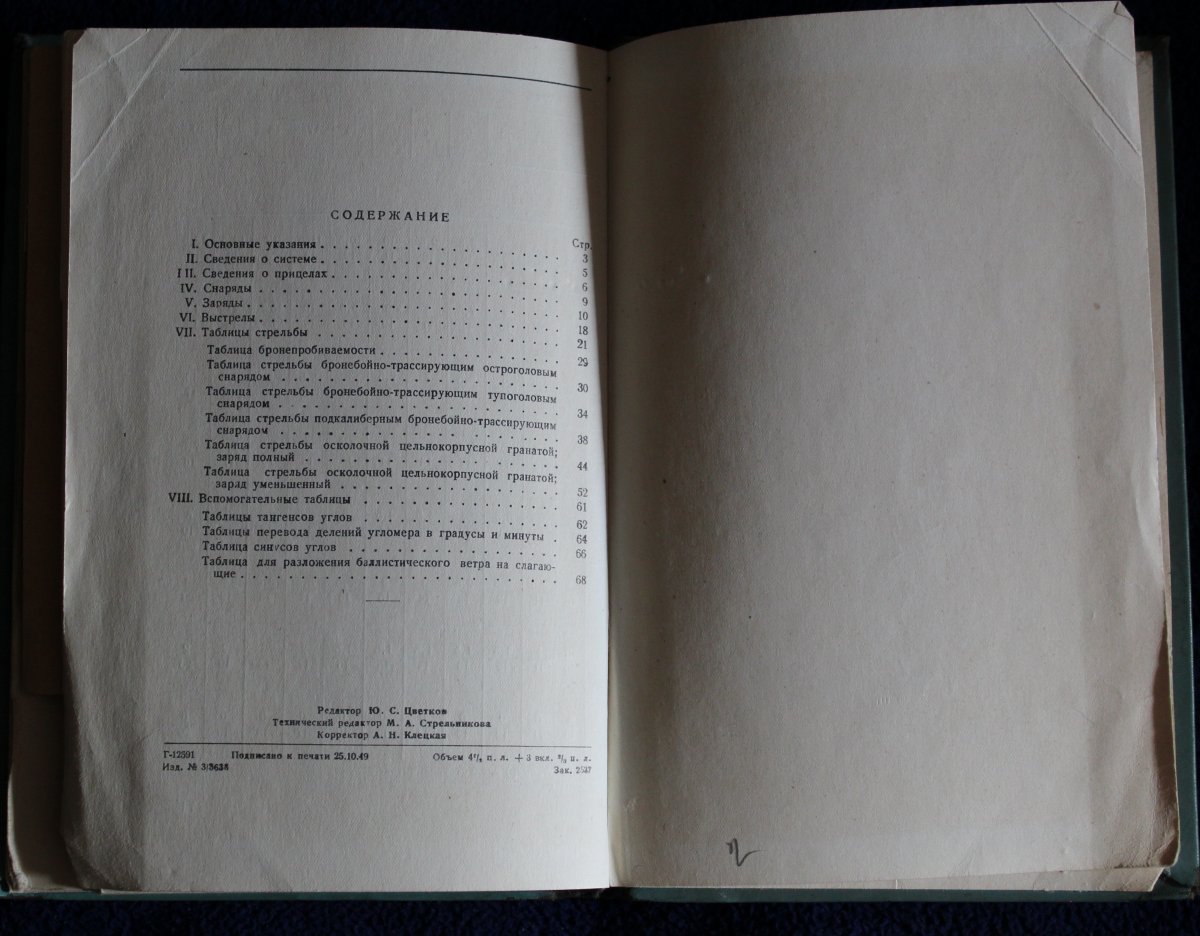 СОДЕРЖАНИЕ
Стр.
I. Основные указания . . . . . . . . . . . . . . . . . . . . 3
II. Сведения о системе . . . . . . . . . . . . . . . . . . . . 5
III. Сведения о прицелах . . . . . . . . . . . . . . . . . . . 6
IV. Снаряды . . . . . . . . . . . . . . . . . . . . . . . . . 9
V. Заряды . . . . . . . . . . . . . . . . . . . . . . . . . . 10
VI. Выстрелы . . . . . . . . . . . . . . . . . . . . . . . . . 18
VII. Таблицы стрельбы . . . . . . . . . . . . . . . . . . . . 21
Таблица бронепробиваемости . . . . . . . . . . . . . . . 29
Таблица стрельбы бронебойно-трассирующим остроголовым
снарядом . . . . . . . . . . . . . . . . . . . . . . . 30
Таблица стрельбы бронебойно-трассирующим тупоголовым
снарядом . . . . . . . . . . . . . . . . . . . . . . . 34
Таблица стрельбы подкалиберным бронебойно-трассирующим
снарядом . . . . . . . . . . . . . . . . . . . . . . . 38
Таблица стрельбы осколочной цельнокорпусной гранатой;
заряд полный . . . . . . . . . . . . . . . . . . . . . 44
Таблица стрельбы осколочной цельнокорпусной гранатой;
заряд уменьшенный . . . . . . . . . . . . . . . . . . 52
VIII. Вспомогательные таблицы . . . . . . . . . . . . . . . . 61
Таблицы тангенсов углов . . . . . . . . . . . . . . . . 62
Таблицы перевода делений угломера в градусы и минуты . 64
Таблица синусов углов . . . . . . . . . . . . . . . . . 66
Таблица для разложения баллистического ветра на слагаю-
щие . . . . . . . . . . . . . . . . . . . . . . . . . . 68
Редактор Ю. С. Цветков
Технический редактор М. А. Стрельникова
Корректор А. Н. Клецкая
Г-12591 Подписано к печати 25.10.49 Объем п. л. + 3 вкл. п. л.
Изд. № 3/3638 Зак.